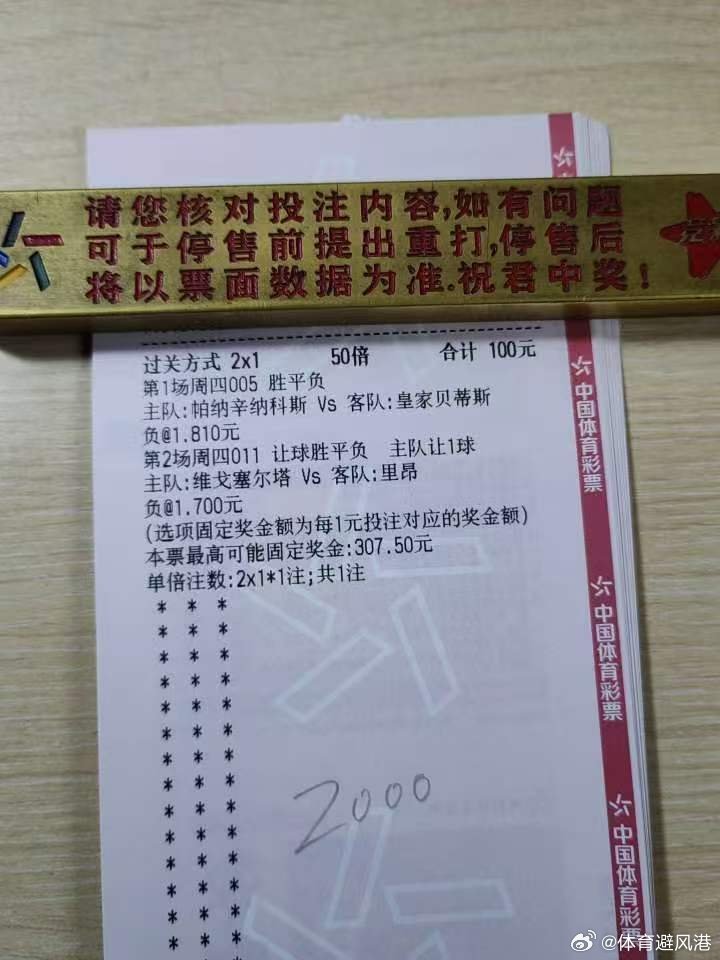 请您核对投注内容,如有问题
可于停售前提出重打,停售后
将以票面数据为准.祝君中奖!
过关方式 2x1 50倍 合计 100元
第1场周四005 胜平负
主队:帕纳辛纳科斯 Vs 客队:皇家贝蒂斯
负@1.810元
第2场周四011 让球胜平负 主队让1球
主队:维戈塞尔塔 Vs 客队:里昂
负@1.700元
(选项固定奖金额为每1元投注对应的奖金额)
本票最高可能固定奖金:307.50元
单倍注数:2x1*1注;共1注
* * *
* * *
* * *
* * *
* * *
* * *
* * *
* * *
* * *
* * *
* * *
* * *
* * *
* * *
2000
中国体育彩票
中国体育彩票
中国体育彩票
@体育避风港